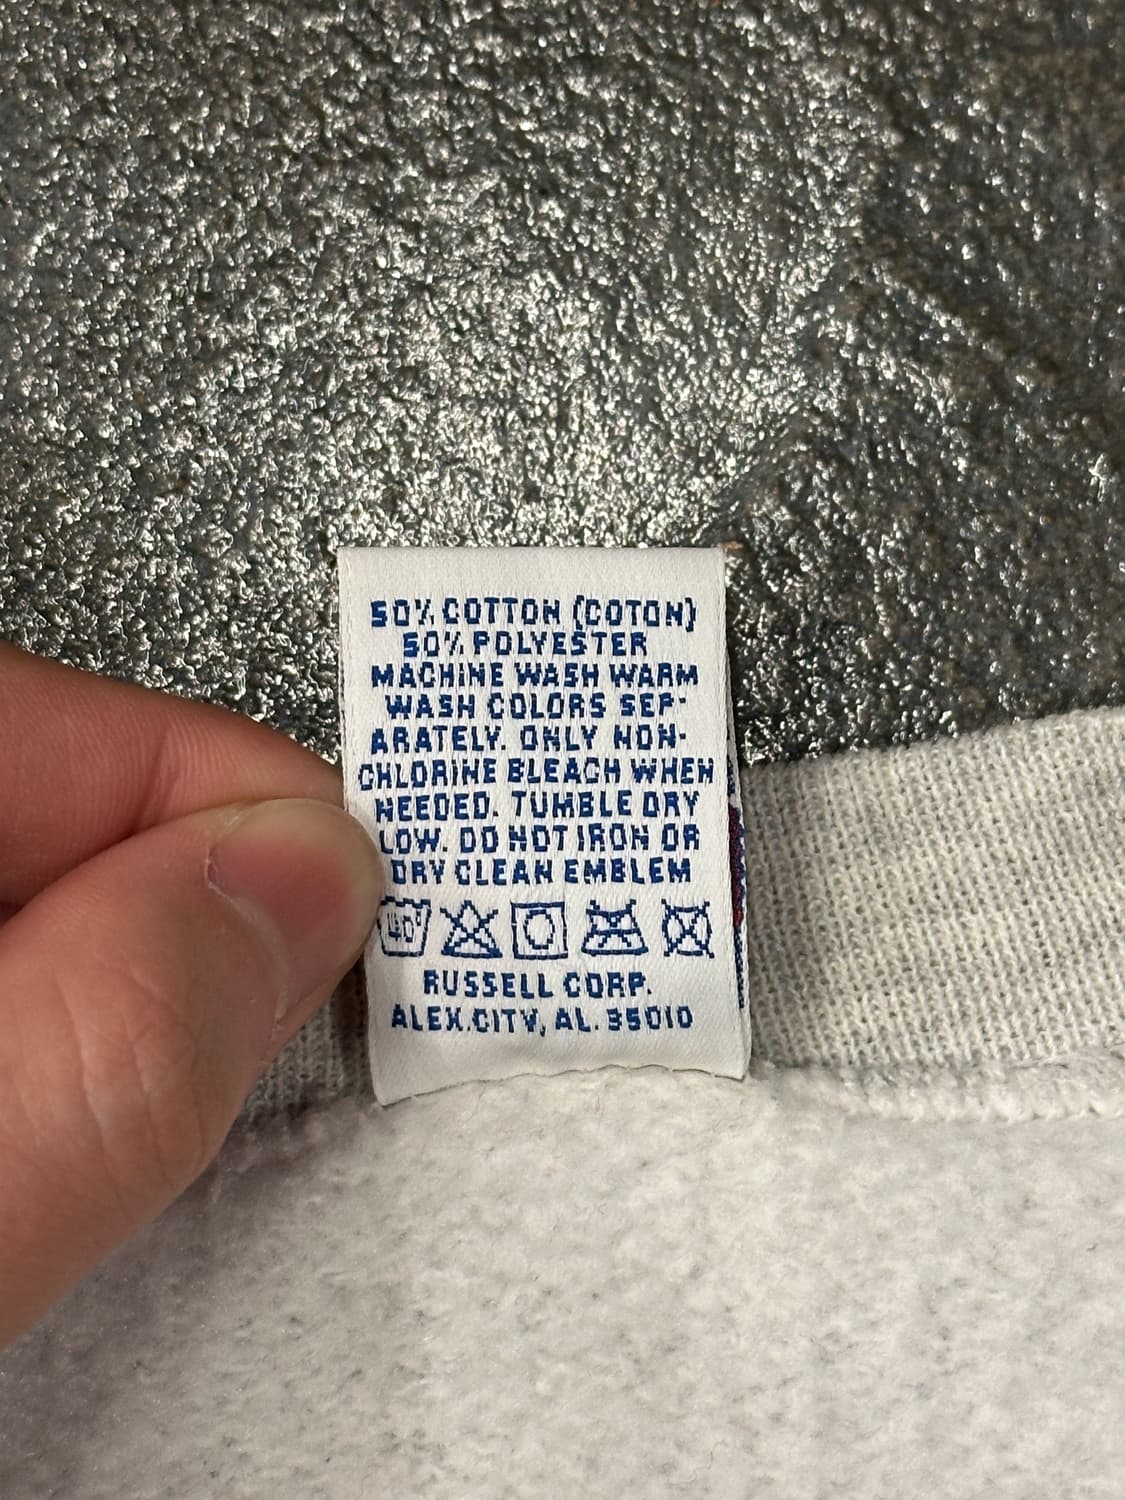 50% COTTON (COTON)
50% POLYESTER
MACHINE WASH WARM
WASH COLORS SEP-
ARATELY. ONLY NON-
CHLORINE BLEACH WHEN
NEEDED. TUMBLE DRY
LOW. DO NOT IRON OR
DRY CLEAN EMBLEM
40°
RUSSELL CORP.
ALEX.CITY, AL. 35010